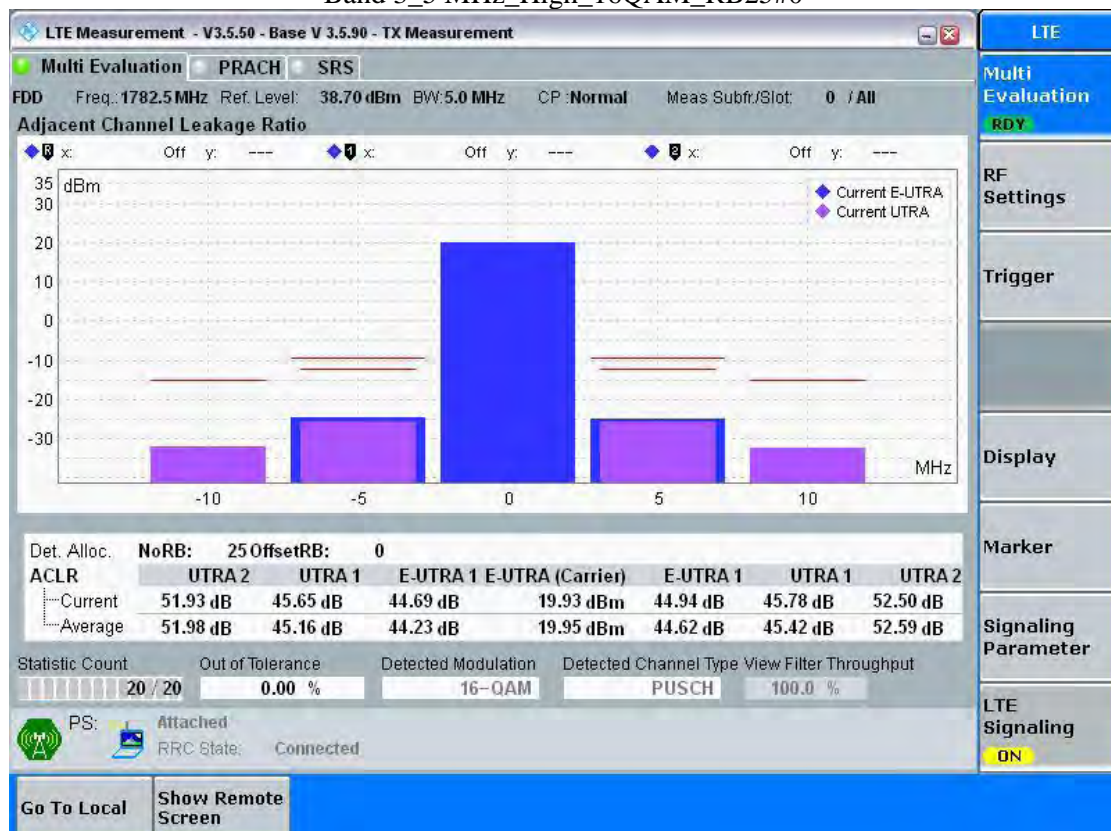 LTE Measurement - V3.5.50 - Base V 3.5.90 - TX Measurement
LTE
Multi Evaluation PRACH SRS
Multi
Evaluation
RDY
FDD Freq.: 1782.5 MHz Ref. Level: 38.70 dBm BW: 5.0 MHz CP :Normal Meas Subfr./Slot: 0 / All
Adjacent Channel Leakage Ratio
R x: Off y: --- 1 x: Off y: --- 2 x: Off y: ---
35 dBm
Current E-UTRA
Current UTRA
30
20
10
0
-10
-20
-30
MHz
-10 -5 0 5 10
RF
Settings
Trigger
Display
Marker
Signaling
Parameter
LTE
Signaling
ON
Det. Alloc. NoRB: 25 OffsetRB: 0
ACLR UTRA 2 UTRA 1 E-UTRA 1 E-UTRA (Carrier) E-UTRA 1 UTRA 1 UTRA 2
Current 51.93 dB 45.65 dB 44.69 dB 19.93 dBm 44.94 dB 45.78 dB 52.50 dB
Average 51.98 dB 45.16 dB 44.23 dB 19.95 dBm 44.62 dB 45.42 dB 52.59 dB
Statistic Count Out of Tolerance Detected Modulation Detected Channel Type View Filter Throughput
20 / 20 0.00 % 16-QAM PUSCH 100.0 %
PS: Attached
RRC State: Connected
Go To Local
Show Remote
Screen